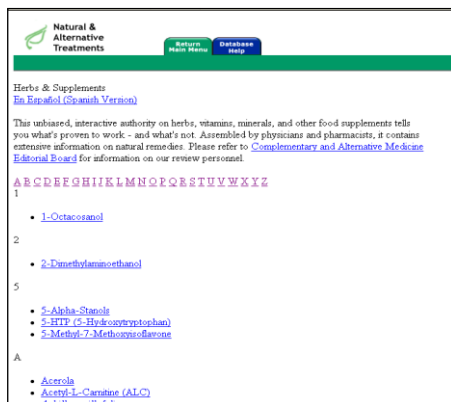 Natural &
Alternative
Treatments
Return
Main Menu
Database
Help
Herbs & Supplements
En Español (Spanish Version)
This unbiased, interactive authority on herbs, vitamins, minerals, and other food supplements tells
you what's proven to work - and what's not. Assembled by physicians and pharmacists, it contains
extensive information on natural remedies. Please refer to Complementary and Alternative Medicine
Editorial Board for information on our review personnel.
A B C D E F G H I J K L M N O P Q R S T U V W X Y Z
1
• 1-Octacosanol
2
• 2-Dimethylaminoethanol
5
• 5-Alpha-Stanols
• 5-HTP (5-Hydroxytryptophan)
• 5-Methyl-7-Methoxyisoflavone
A
• Acerola
• Acetyl-L-Carnitine (ALC)